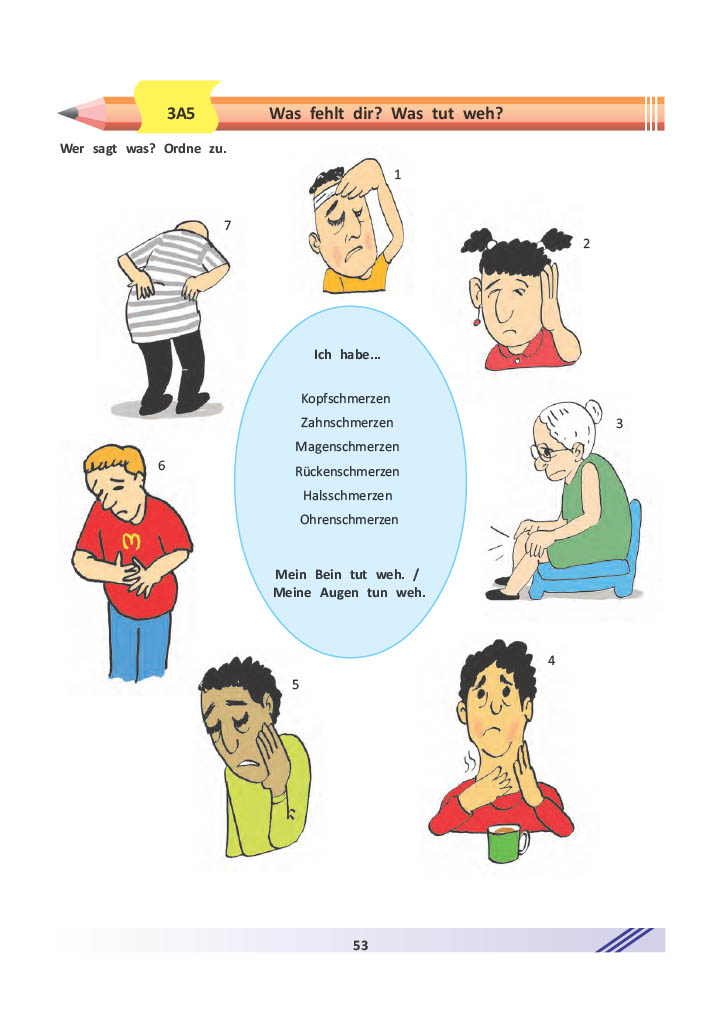 3A5
Was fehlt dir? Was tut weh?
Wer sagt was? Ordne zu.
1
7
2
Ich habe...
Kopfschmerzen
Zahnschmerzen
Magenschmerzen
Rückenschmerzen
Halsschmerzen
Ohrenschmerzen
Mein Bein tut weh. /
Meine Augen tun weh.
3
6
4
5
53